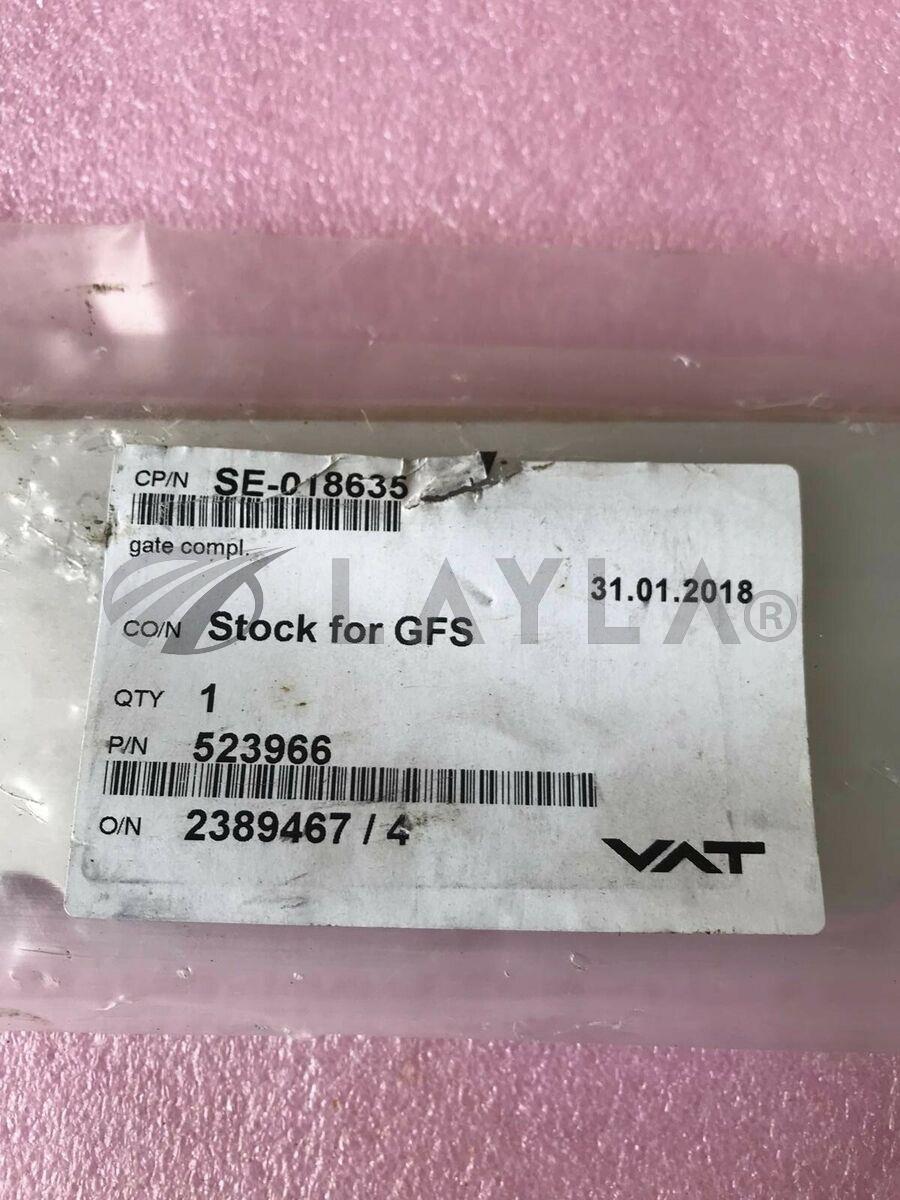 CP/N SE-018635
gate compl.
31.01.2018
LAYLA®
CO/N Stock for GFS
QTY 1
P/N 523966
O/N 2389467 / 4
VAT